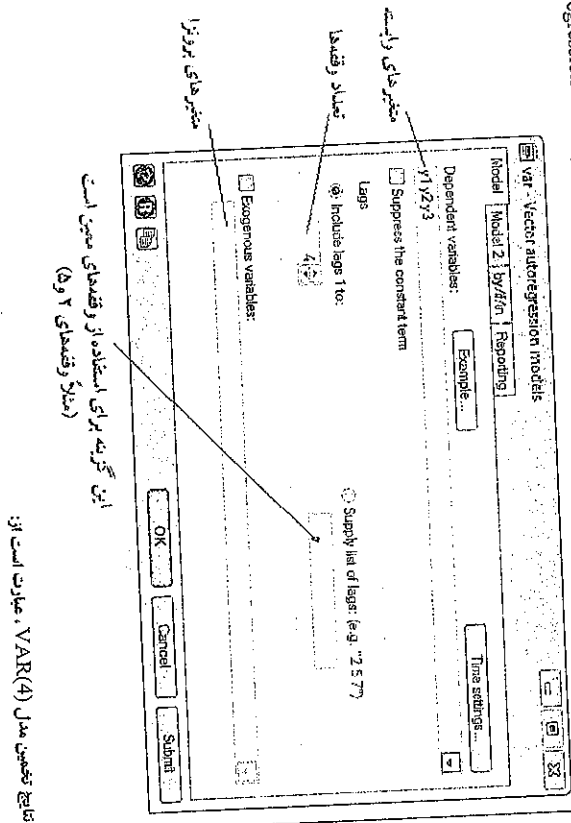 var - Vector autoregression models
Model Model 2 by/if/in Reporting
Dependent variables: Example... Time settings...
y1 y2 y3
Suppress the constant term
Lags
Include lags 1 to: Supply list of lags: (e.g. "2 5 7")
4
Exogenous variables:
OK Cancel Submit
متغیرهای وابسته
تعداد وقفه‌ها
متغیرهای برونزا
این گزینه برای استفاده از وقفه‌های معین است
(مثلاً وقفه‌های ۲ و ۵)
نتایج تخمین مدل VAR(4)، عبارت است از: